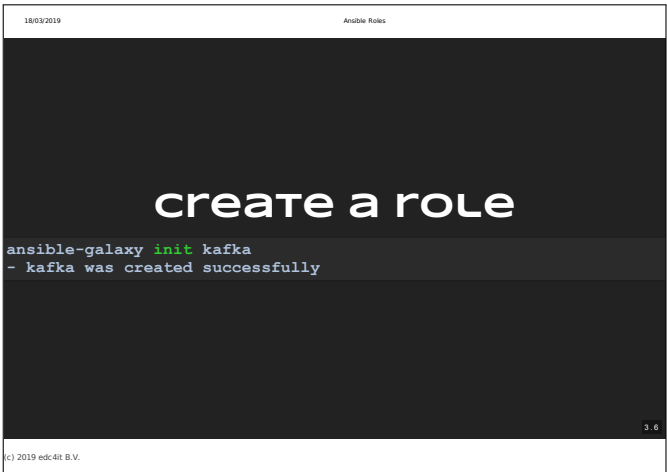 18/03/2019 Ansible Roles
create a role
ansible-galaxy init kafka
- kafka was created successfully
3.6
(c) 2019 edc4it B.V.